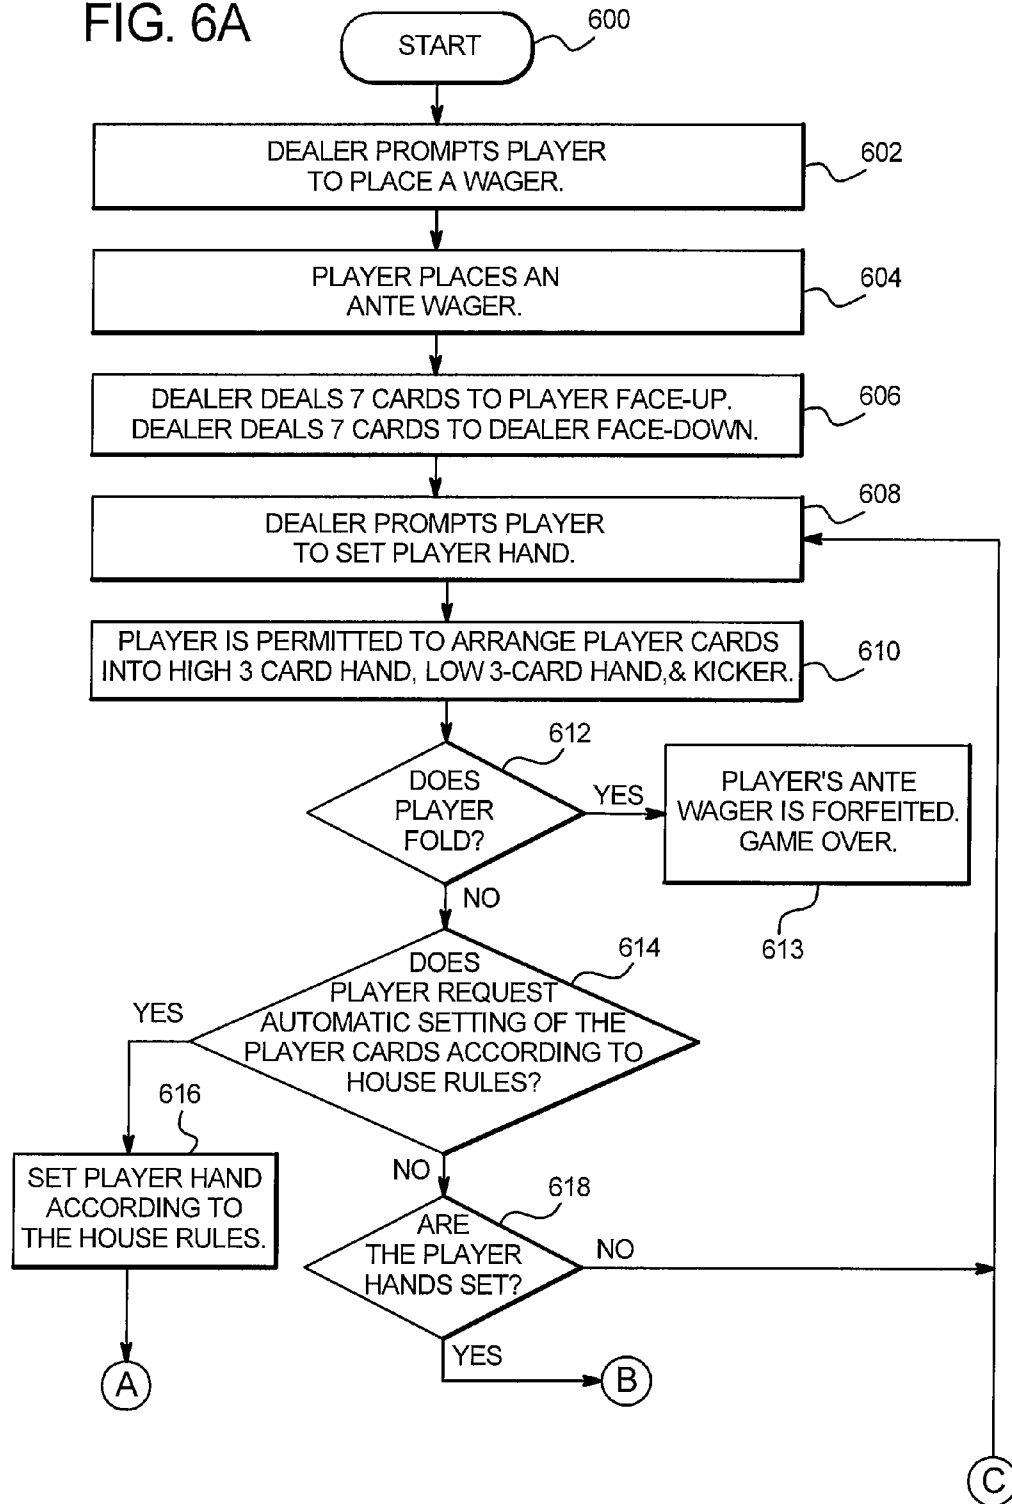 FIG. 6A
START
600
DEALER PROMPTS PLAYER
TO PLACE A WAGER.
602
PLAYER PLACES AN
ANTE WAGER.
604
DEALER DEALS 7 CARDS TO PLAYER FACE-UP.
DEALER DEALS 7 CARDS TO DEALER FACE-DOWN.
606
DEALER PROMPTS PLAYER
TO SET PLAYER HAND.
608
PLAYER IS PERMITTED TO ARRANGE PLAYER CARDS
INTO HIGH 3 CARD HAND, LOW 3-CARD HAND,& KICKER.
610
612
DOES
PLAYER
FOLD?
YES
PLAYER'S ANTE
WAGER IS FORFEITED.
GAME OVER.
613
NO
614
DOES
PLAYER REQUEST
AUTOMATIC SETTING OF THE
PLAYER CARDS ACCORDING TO
HOUSE RULES?
YES
616
SET PLAYER HAND
ACCORDING TO
THE HOUSE RULES.
NO
618
ARE
THE PLAYER
HANDS SET?
NO
YES
A
B
C